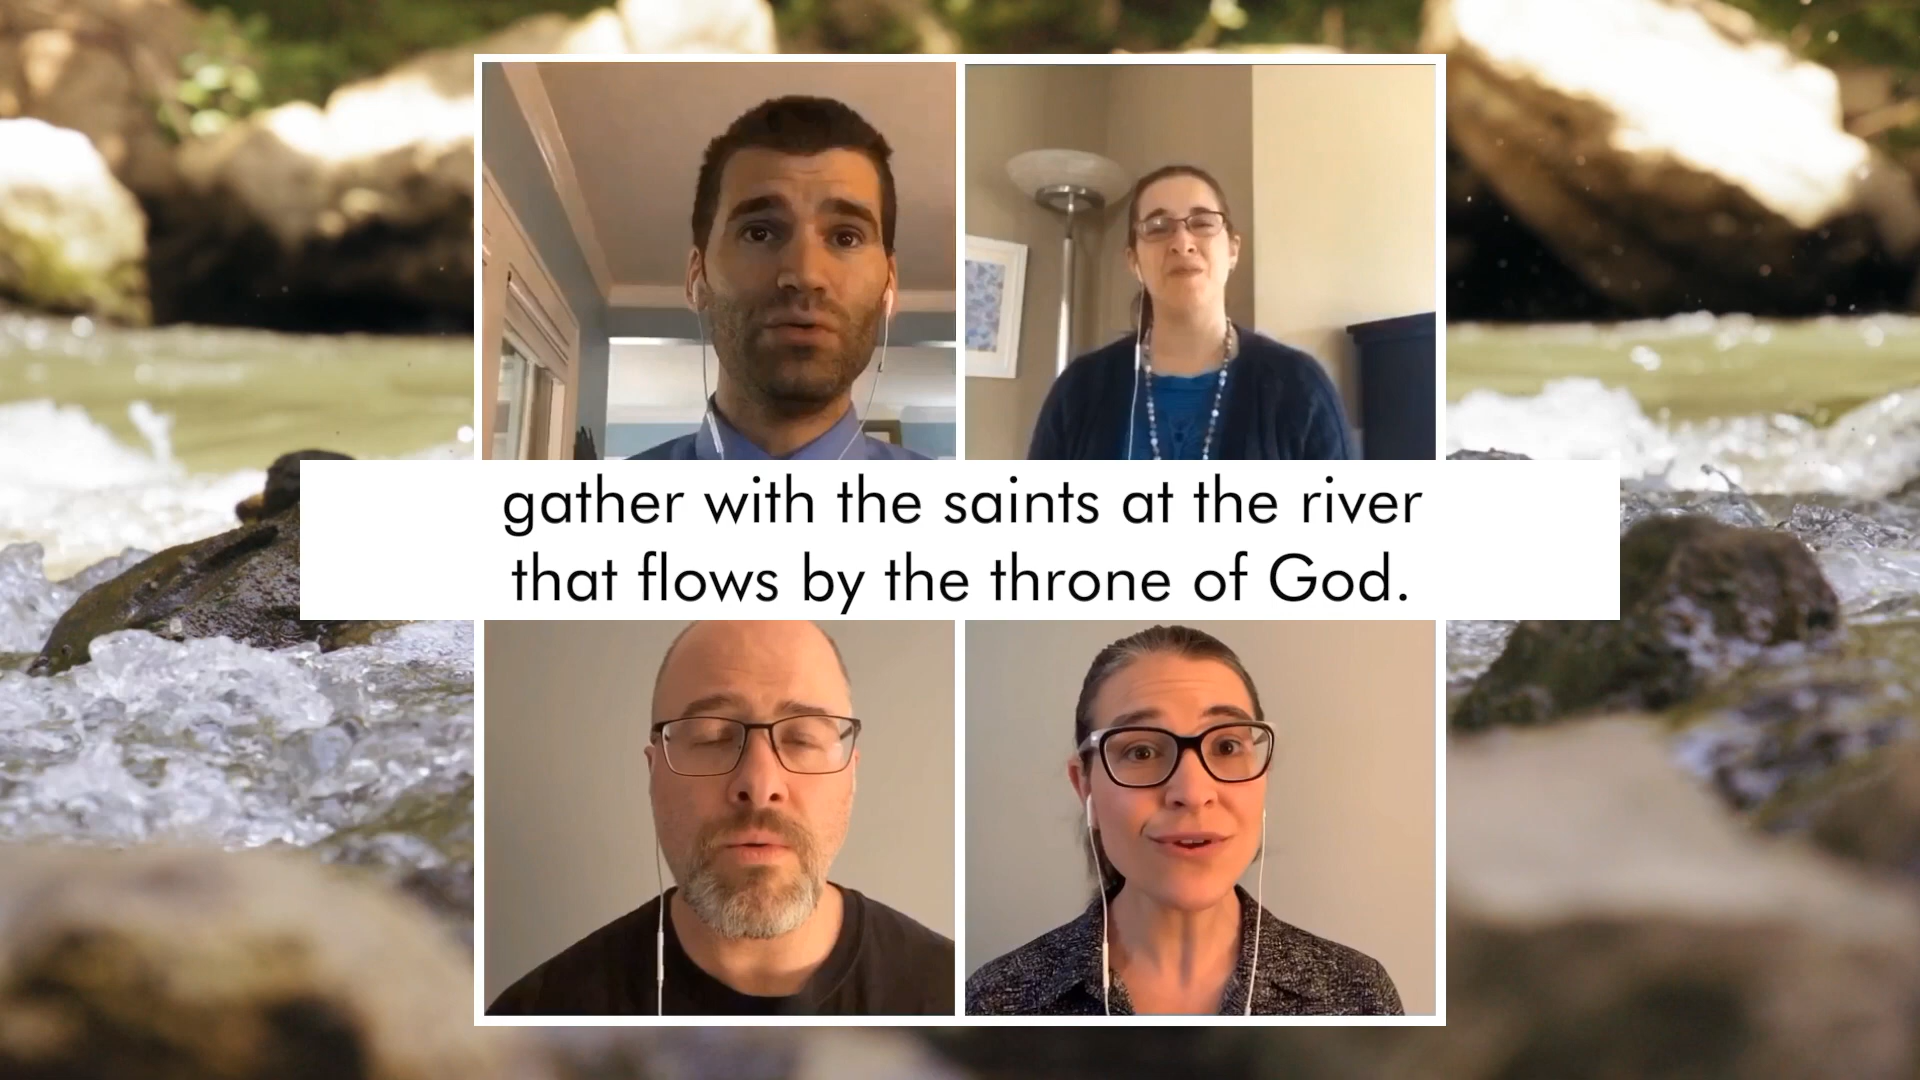 gather with the saints at the river
that flows by the throne of God.